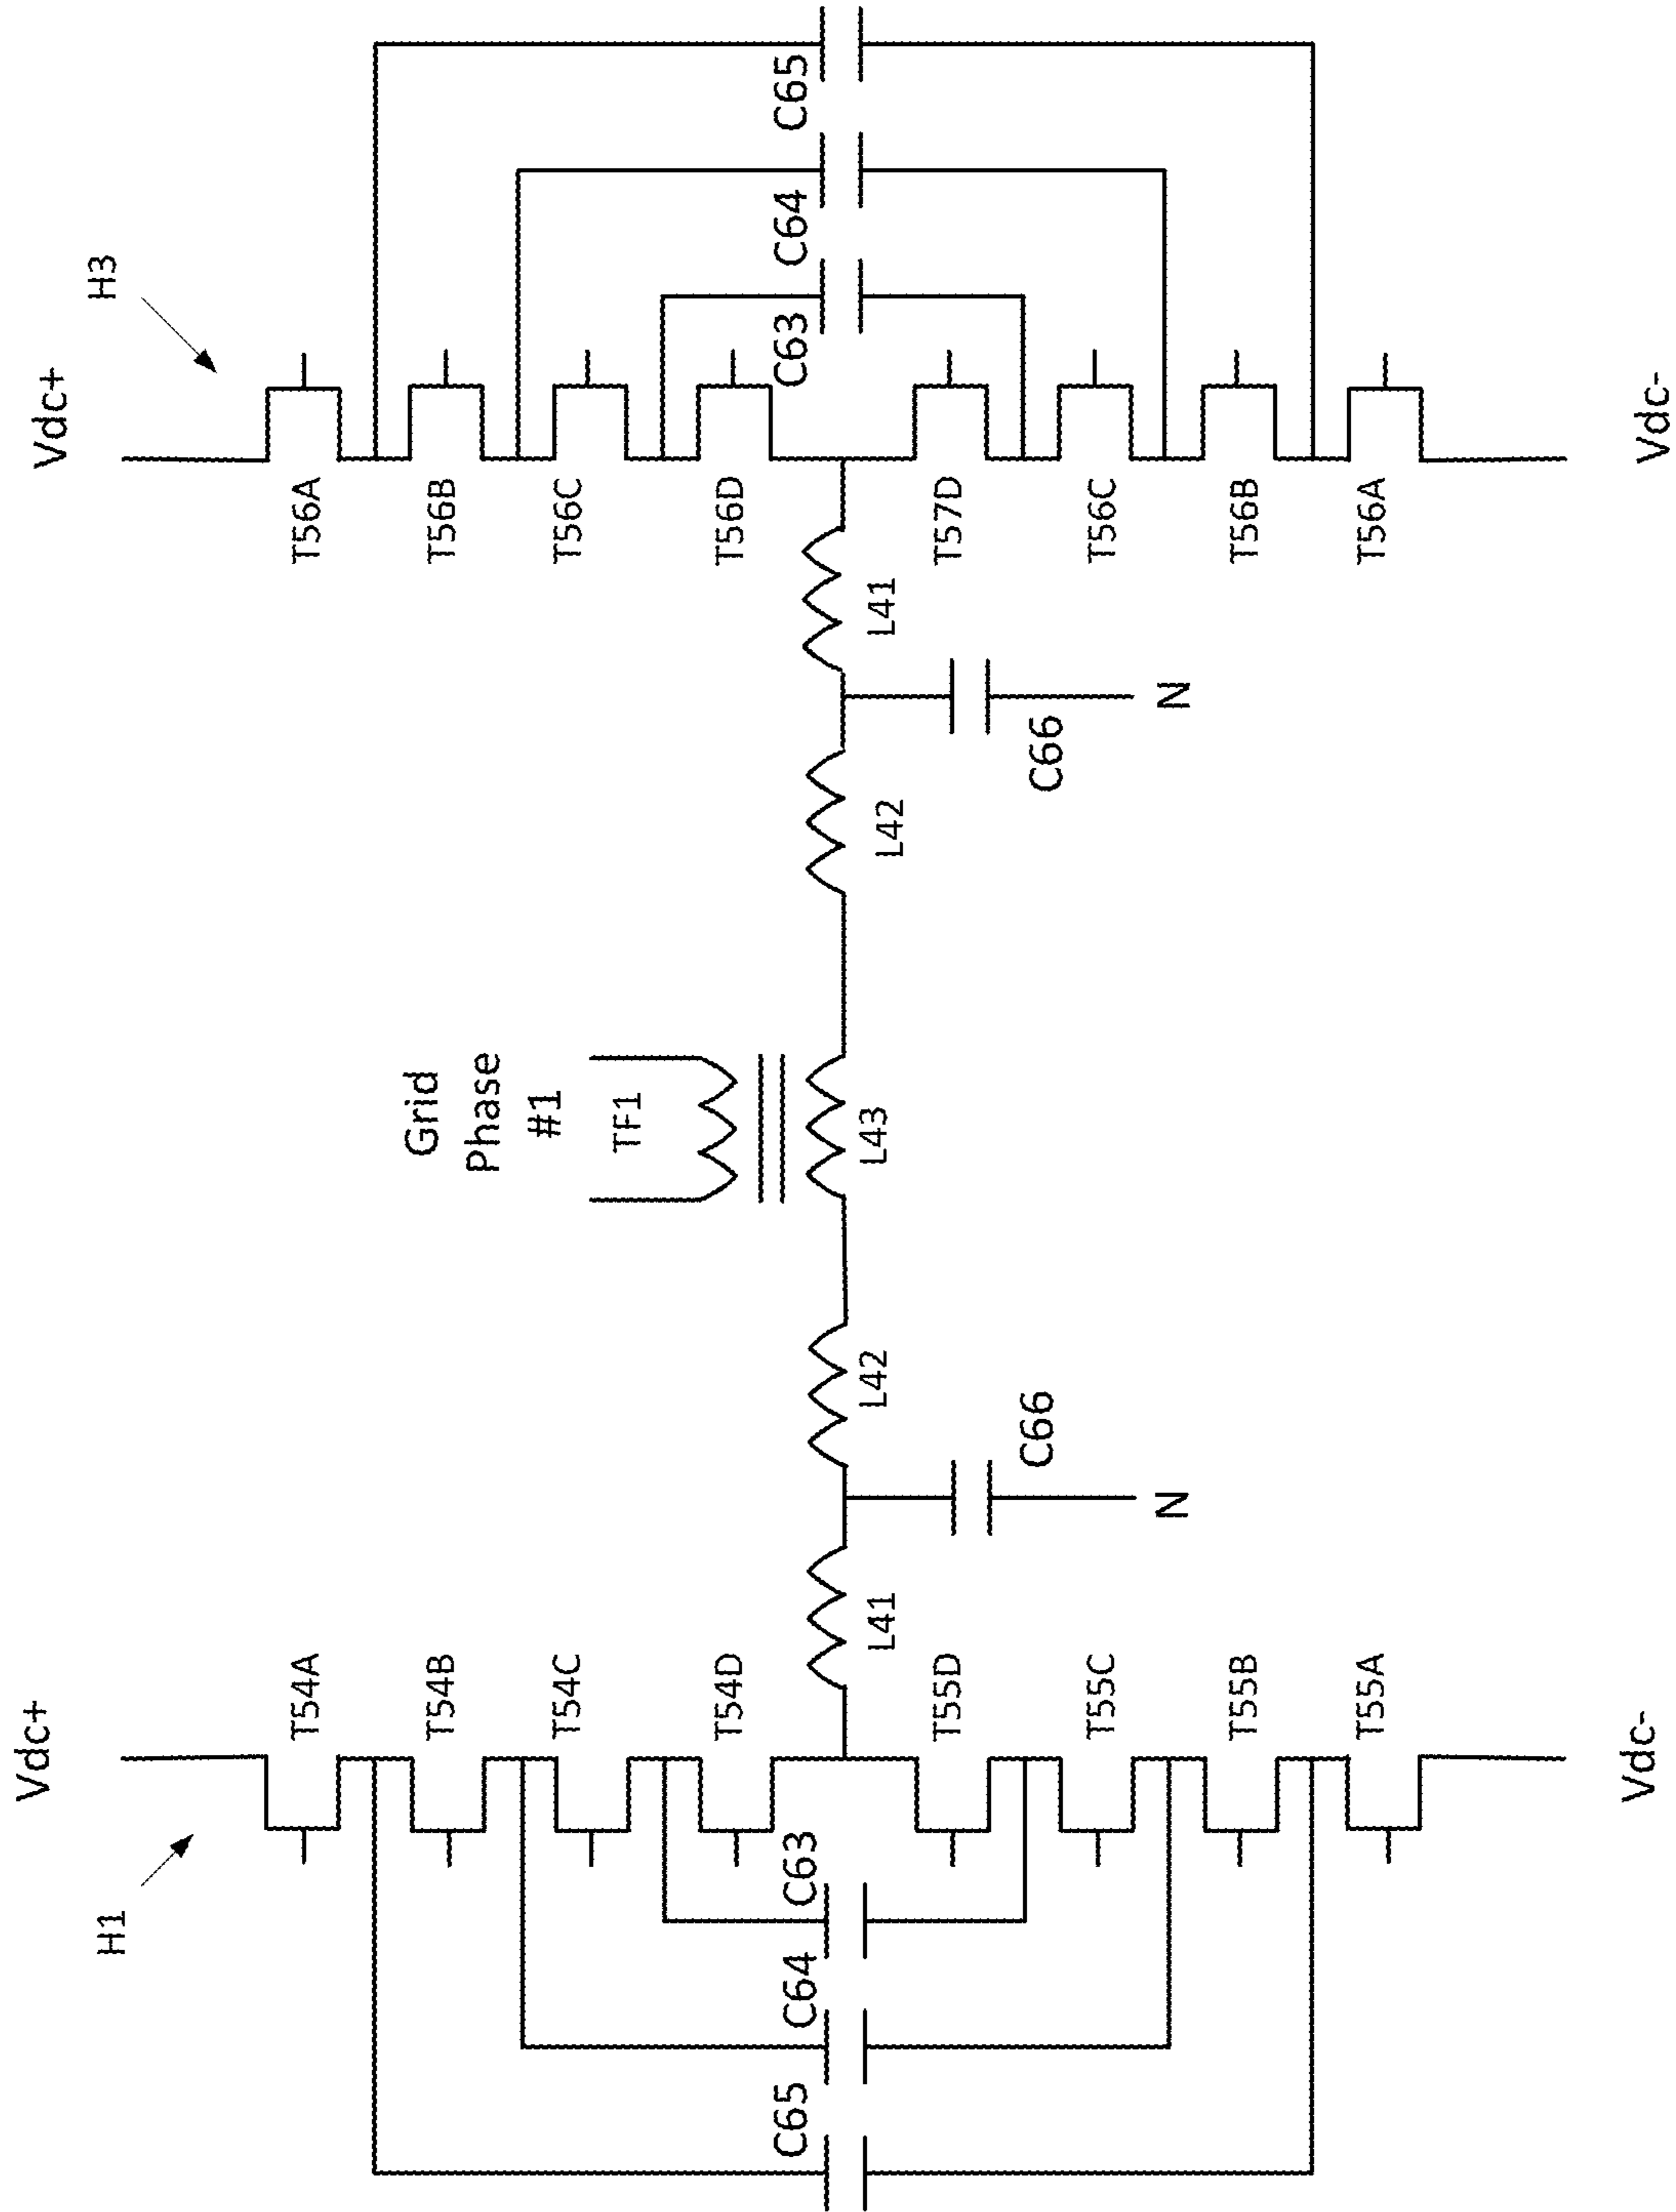 Vdc+
Vdc+
H1
H3
T54A
T54B
T54C
T54D
T55D
T55C
T55B
T55A
C65
C64
C63
L41
C66
N
L42
Grid
Phase
#1
TF1
L43
L42
C66
N
L41
T56A
T56B
T56C
T56D
T57D
T56C
T56B
T56A
C63
C64
C65
Vdc-
Vdc-